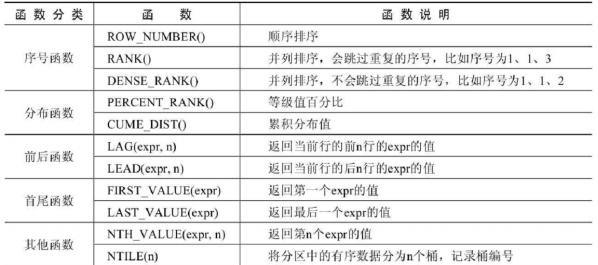 函数分类 函数 函数说明
序号函数 ROW_NUMBER() 顺序排序
RANK() 并列排序，会跳过重复的序号，比如序号为1、1、3
DENSE_RANK() 并列排序，不会跳过重复的序号，比如序号为1、1、2
分布函数 PERCENT_RANK() 等级值百分比
CUME_DIST() 累积分布值
前后函数 LAG(expr, n) 返回当前行的前n行的expr的值
LEAD(expr, n) 返回当前行的后n行的expr的值
首尾函数 FIRST_VALUE(expr) 返回第一个expr的值
LAST_VALUE(expr) 返回最后一个expr的值
其他函数 NTH_VALUE(expr, n) 返回第n个expr的值
NTILE(n) 将分区中的有序数据分为n个桶，记录桶编号